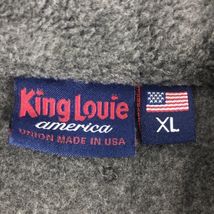 King Louie
america
UNION MADE IN USA
XL